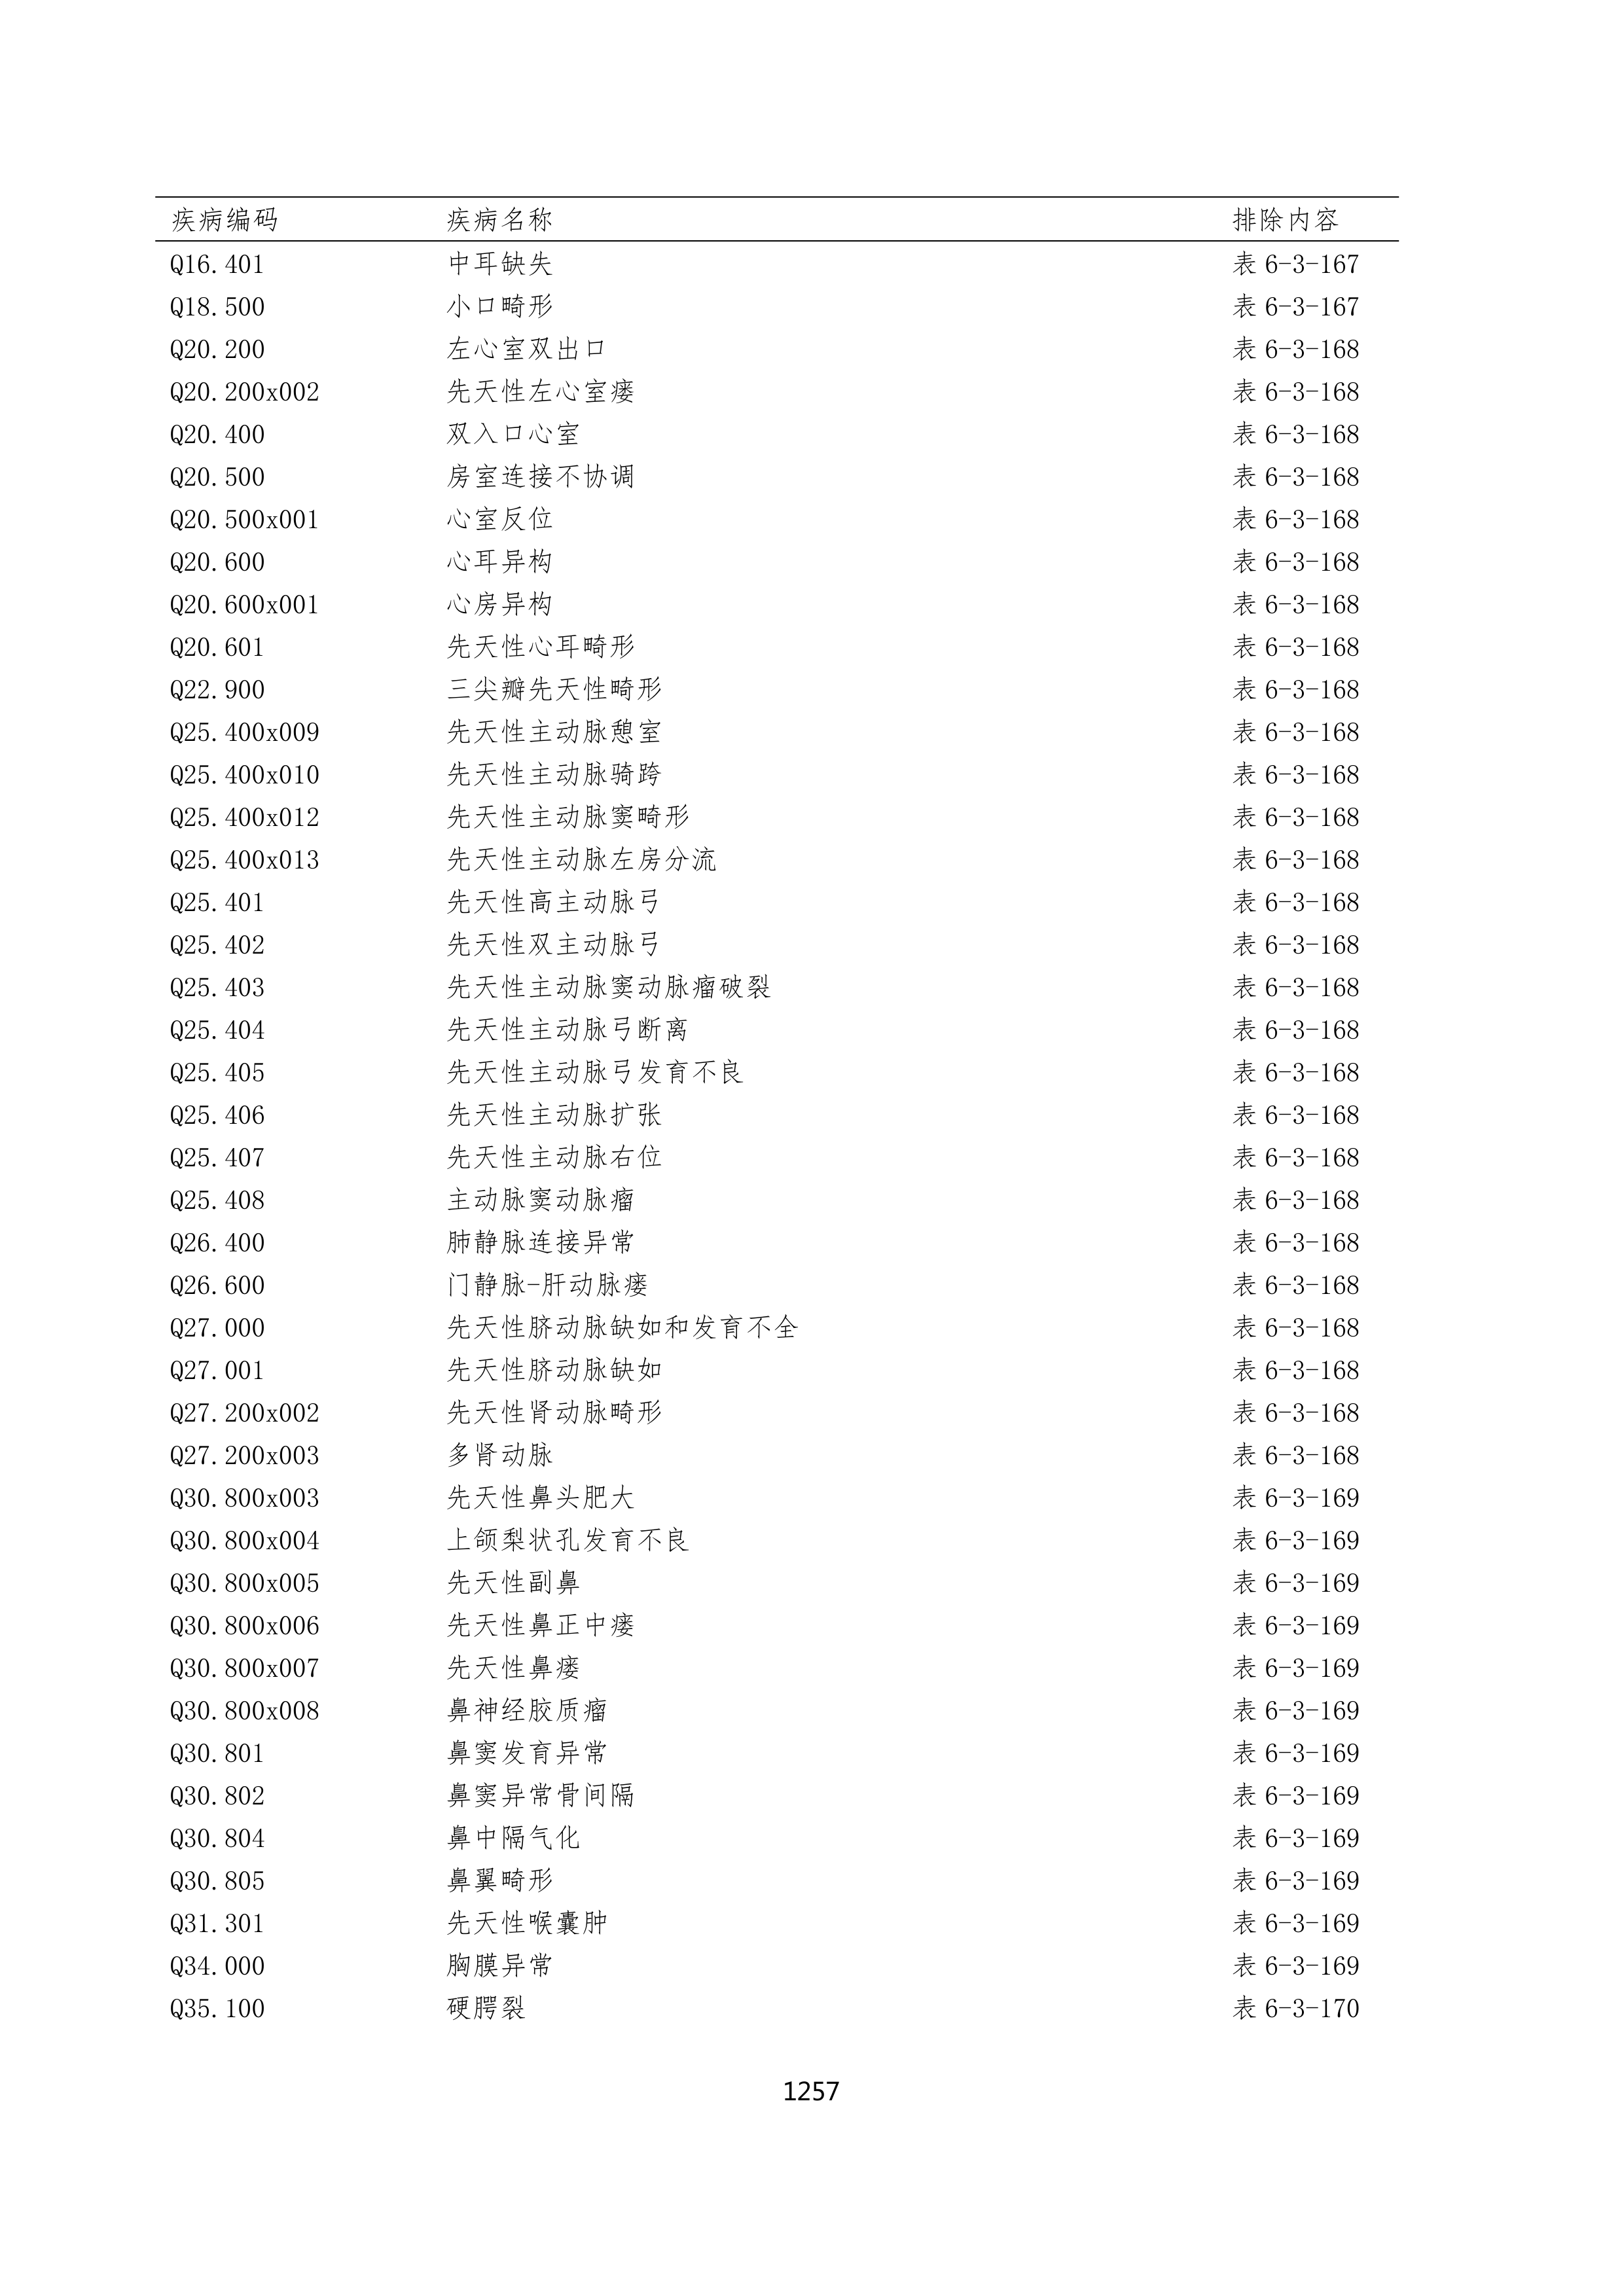 疾病编码 疾病名称 排除内容
Q16.401 中耳缺失 表 6-3-167
Q18.500 小口畸形 表 6-3-167
Q20.200 左心室双出口 表 6-3-168
Q20.200x002 先天性左心室瘘 表 6-3-168
Q20.400 双入口心室 表 6-3-168
Q20.500 房室连接不协调 表 6-3-168
Q20.500x001 心室反位 表 6-3-168
Q20.600 心耳异构 表 6-3-168
Q20.600x001 心房异构 表 6-3-168
Q20.601 先天性心耳畸形 表 6-3-168
Q22.900 三尖瓣先天性畸形 表 6-3-168
Q25.400x009 先天性主动脉憩室 表 6-3-168
Q25.400x010 先天性主动脉骑跨 表 6-3-168
Q25.400x012 先天性主动脉窦畸形 表 6-3-168
Q25.400x013 先天性主动脉左房分流 表 6-3-168
Q25.401 先天性高主动脉弓 表 6-3-168
Q25.402 先天性双主动脉弓 表 6-3-168
Q25.403 先天性主动脉窦动脉瘤破裂 表 6-3-168
Q25.404 先天性主动脉弓断离 表 6-3-168
Q25.405 先天性主动脉弓发育不良 表 6-3-168
Q25.406 先天性主动脉扩张 表 6-3-168
Q25.407 先天性主动脉右位 表 6-3-168
Q25.408 主动脉窦动脉瘤 表 6-3-168
Q26.400 肺静脉连接异常 表 6-3-168
Q26.600 门静脉-肝动脉瘘 表 6-3-168
Q27.000 先天性脐动脉缺如和发育不全 表 6-3-168
Q27.001 先天性脐动脉缺如 表 6-3-168
Q27.200x002 先天性肾动脉畸形 表 6-3-168
Q27.200x003 多肾动脉 表 6-3-168
Q30.800x003 先天性鼻头肥大 表 6-3-169
Q30.800x004 上颌梨状孔发育不良 表 6-3-169
Q30.800x005 先天性副鼻 表 6-3-169
Q30.800x006 先天性鼻正中瘘 表 6-3-169
Q30.800x007 先天性鼻瘘 表 6-3-169
Q30.800x008 鼻神经胶质瘤 表 6-3-169
Q30.801 鼻窦发育异常 表 6-3-169
Q30.802 鼻窦异常骨间隔 表 6-3-169
Q30.804 鼻中隔气化 表 6-3-169
Q30.805 鼻翼畸形 表 6-3-169
Q31.301 先天性喉囊肿 表 6-3-169
Q34.000 胸膜异常 表 6-3-169
Q35.100 硬腭裂 表 6-3-170
1257